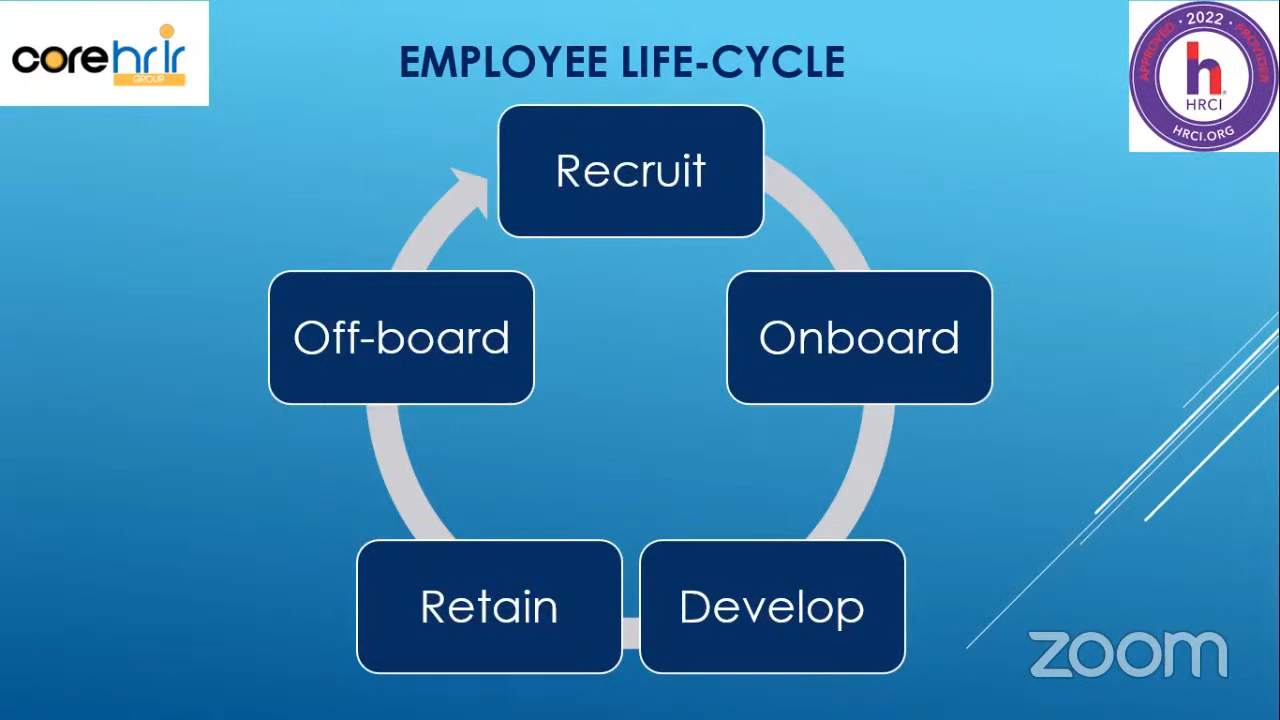 corehrir
GROUP
EMPLOYEE LIFE-CYCLE
APPROVED · 2022 · PROVIDER
h
HRCI
HRCI.ORG
Recruit
Off-board
Onboard
Retain
Develop
zoom